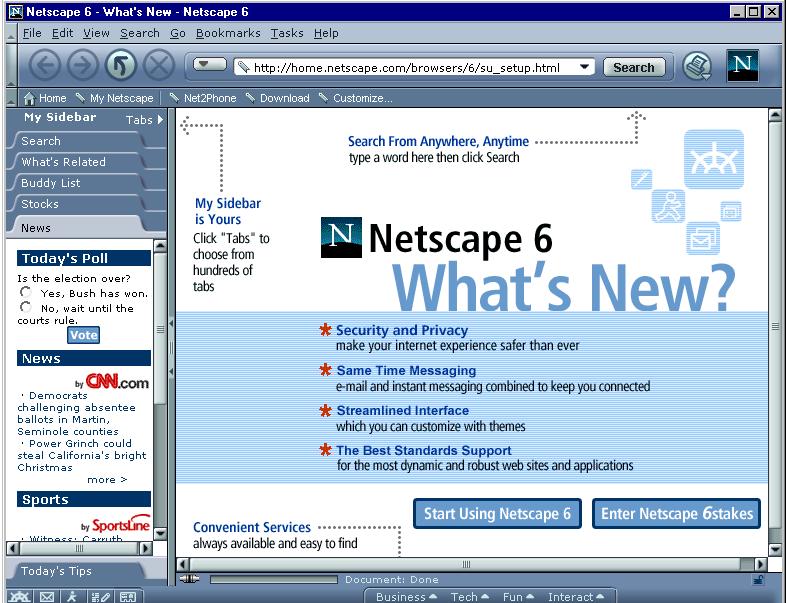 Netscape 6 - What's New - Netscape 6
File Edit View Search Go Bookmarks Tasks Help
http://home.netscape.com/browsers/6/su_setup.html Search N
Home My Netscape Net2Phone Download Customize...
My Sidebar Tabs
Search
What's Related
Buddy List
Stocks
News
Today's Poll
Is the election over?
Yes, Bush has won.
No, wait until the
courts rule.
Vote
News
by CNN.com
· Democrats
challenging absentee
ballots in Martin,
Seminole counties
· Power Grinch could
steal California's bright
Christmas
more >
Sports
by SportsLine
· Witness: Carruth
Today's Tips
Search From Anywhere, Anytime
type a word here then click Search
My Sidebar
is Yours
Click "Tabs" to
choose from
hundreds of
tabs
N Netscape 6
What's New?
* Security and Privacy
make your internet experience safer than ever
* Same Time Messaging
e-mail and instant messaging combined to keep you connected
* Streamlined Interface
which you can customize with themes
* The Best Standards Support
for the most dynamic and robust web sites and applications
Start Using Netscape 6 Enter Netscape 6stakes
Convenient Services
always available and easy to find
Document: Done
Business Tech Fun Interact